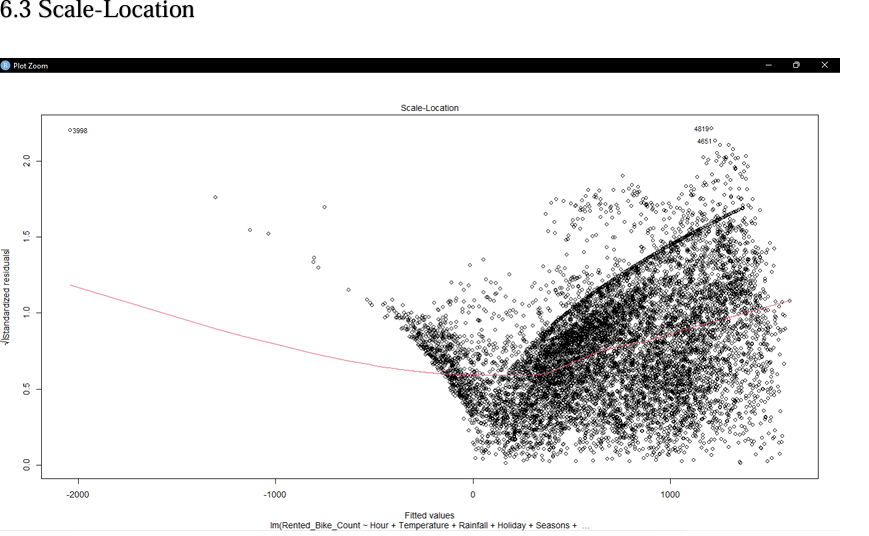 6.3 Scale-Location
R Plot Zoom
Scale-Location
3998
4819
4651
2.0
1.5
1.0
0.5
0.0
√|Standardized residuals|
-2000 -1000 0 1000
Fitted values
lm(Rented_Bike_Count ~ Hour + Temperature + Rainfall + Holiday + Seasons + ...